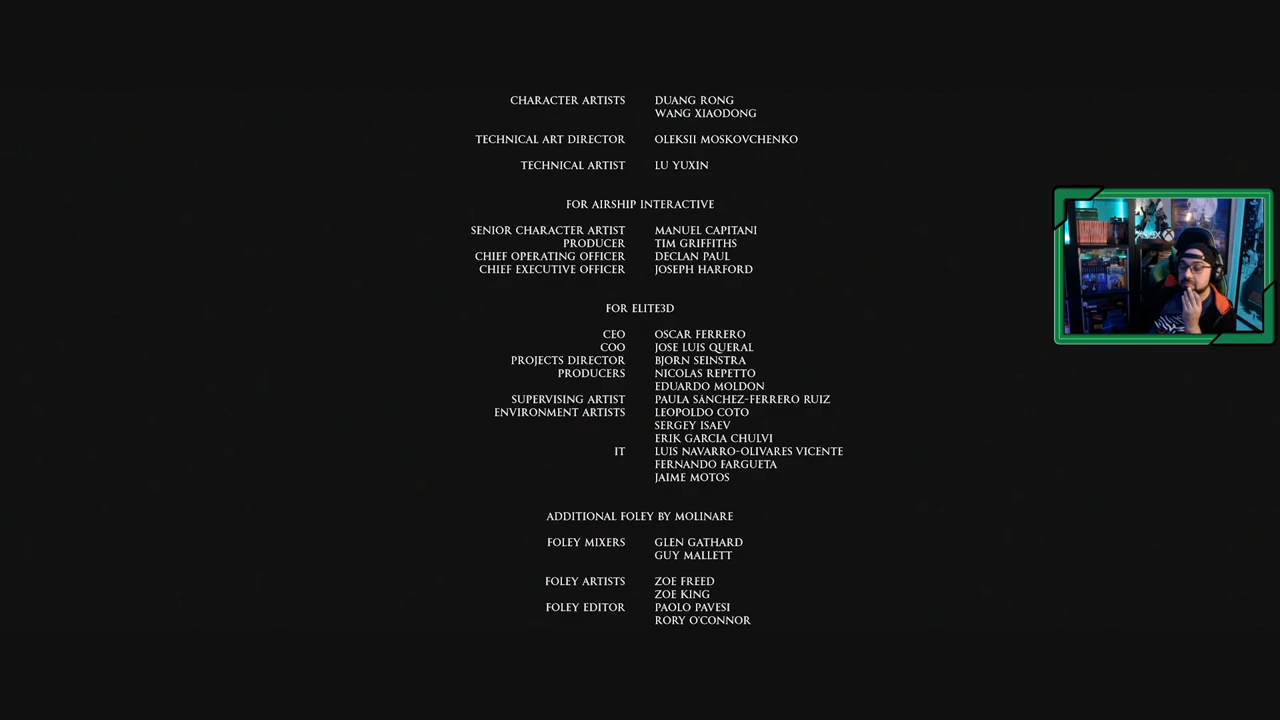 CHARACTER ARTISTS DUANG RONG
WANG XIAODONG
TECHNICAL ART DIRECTOR OLEKSII MOSKOVCHENKO
TECHNICAL ARTIST LU YUXIN
FOR AIRSHIP INTERACTIVE
SENIOR CHARACTER ARTIST MANUEL CAPITANI
PRODUCER TIM GRIFFITHS
CHIEF OPERATING OFFICER DECLAN PAUL
CHIEF EXECUTIVE OFFICER JOSEPH HARFORD
FOR ELITE3D
CEO OSCAR FERRERO
COO JOSE LUIS QUERAL
PROJECTS DIRECTOR BJORN SEINSTRA
PRODUCERS NICOLAS REPETTO
EDUARDO MOLDON
SUPERVISING ARTIST PAULA SÁNCHEZ-FERRERO RUIZ
ENVIRONMENT ARTISTS LEOPOLDO COTO
SERGEY ISAEV
ERIK GARCIA CHULVI
IT LUIS NAVARRO-OLIVARES VICENTE
FERNANDO FARGUETA
JAIME MOTOS
ADDITIONAL FOLEY BY MOLINARE
FOLEY MIXERS GLEN GATHARD
GUY MALLETT
FOLEY ARTISTS ZOE FREED
ZOE KING
FOLEY EDITOR PAOLO PAVESI
RORY O'CONNOR